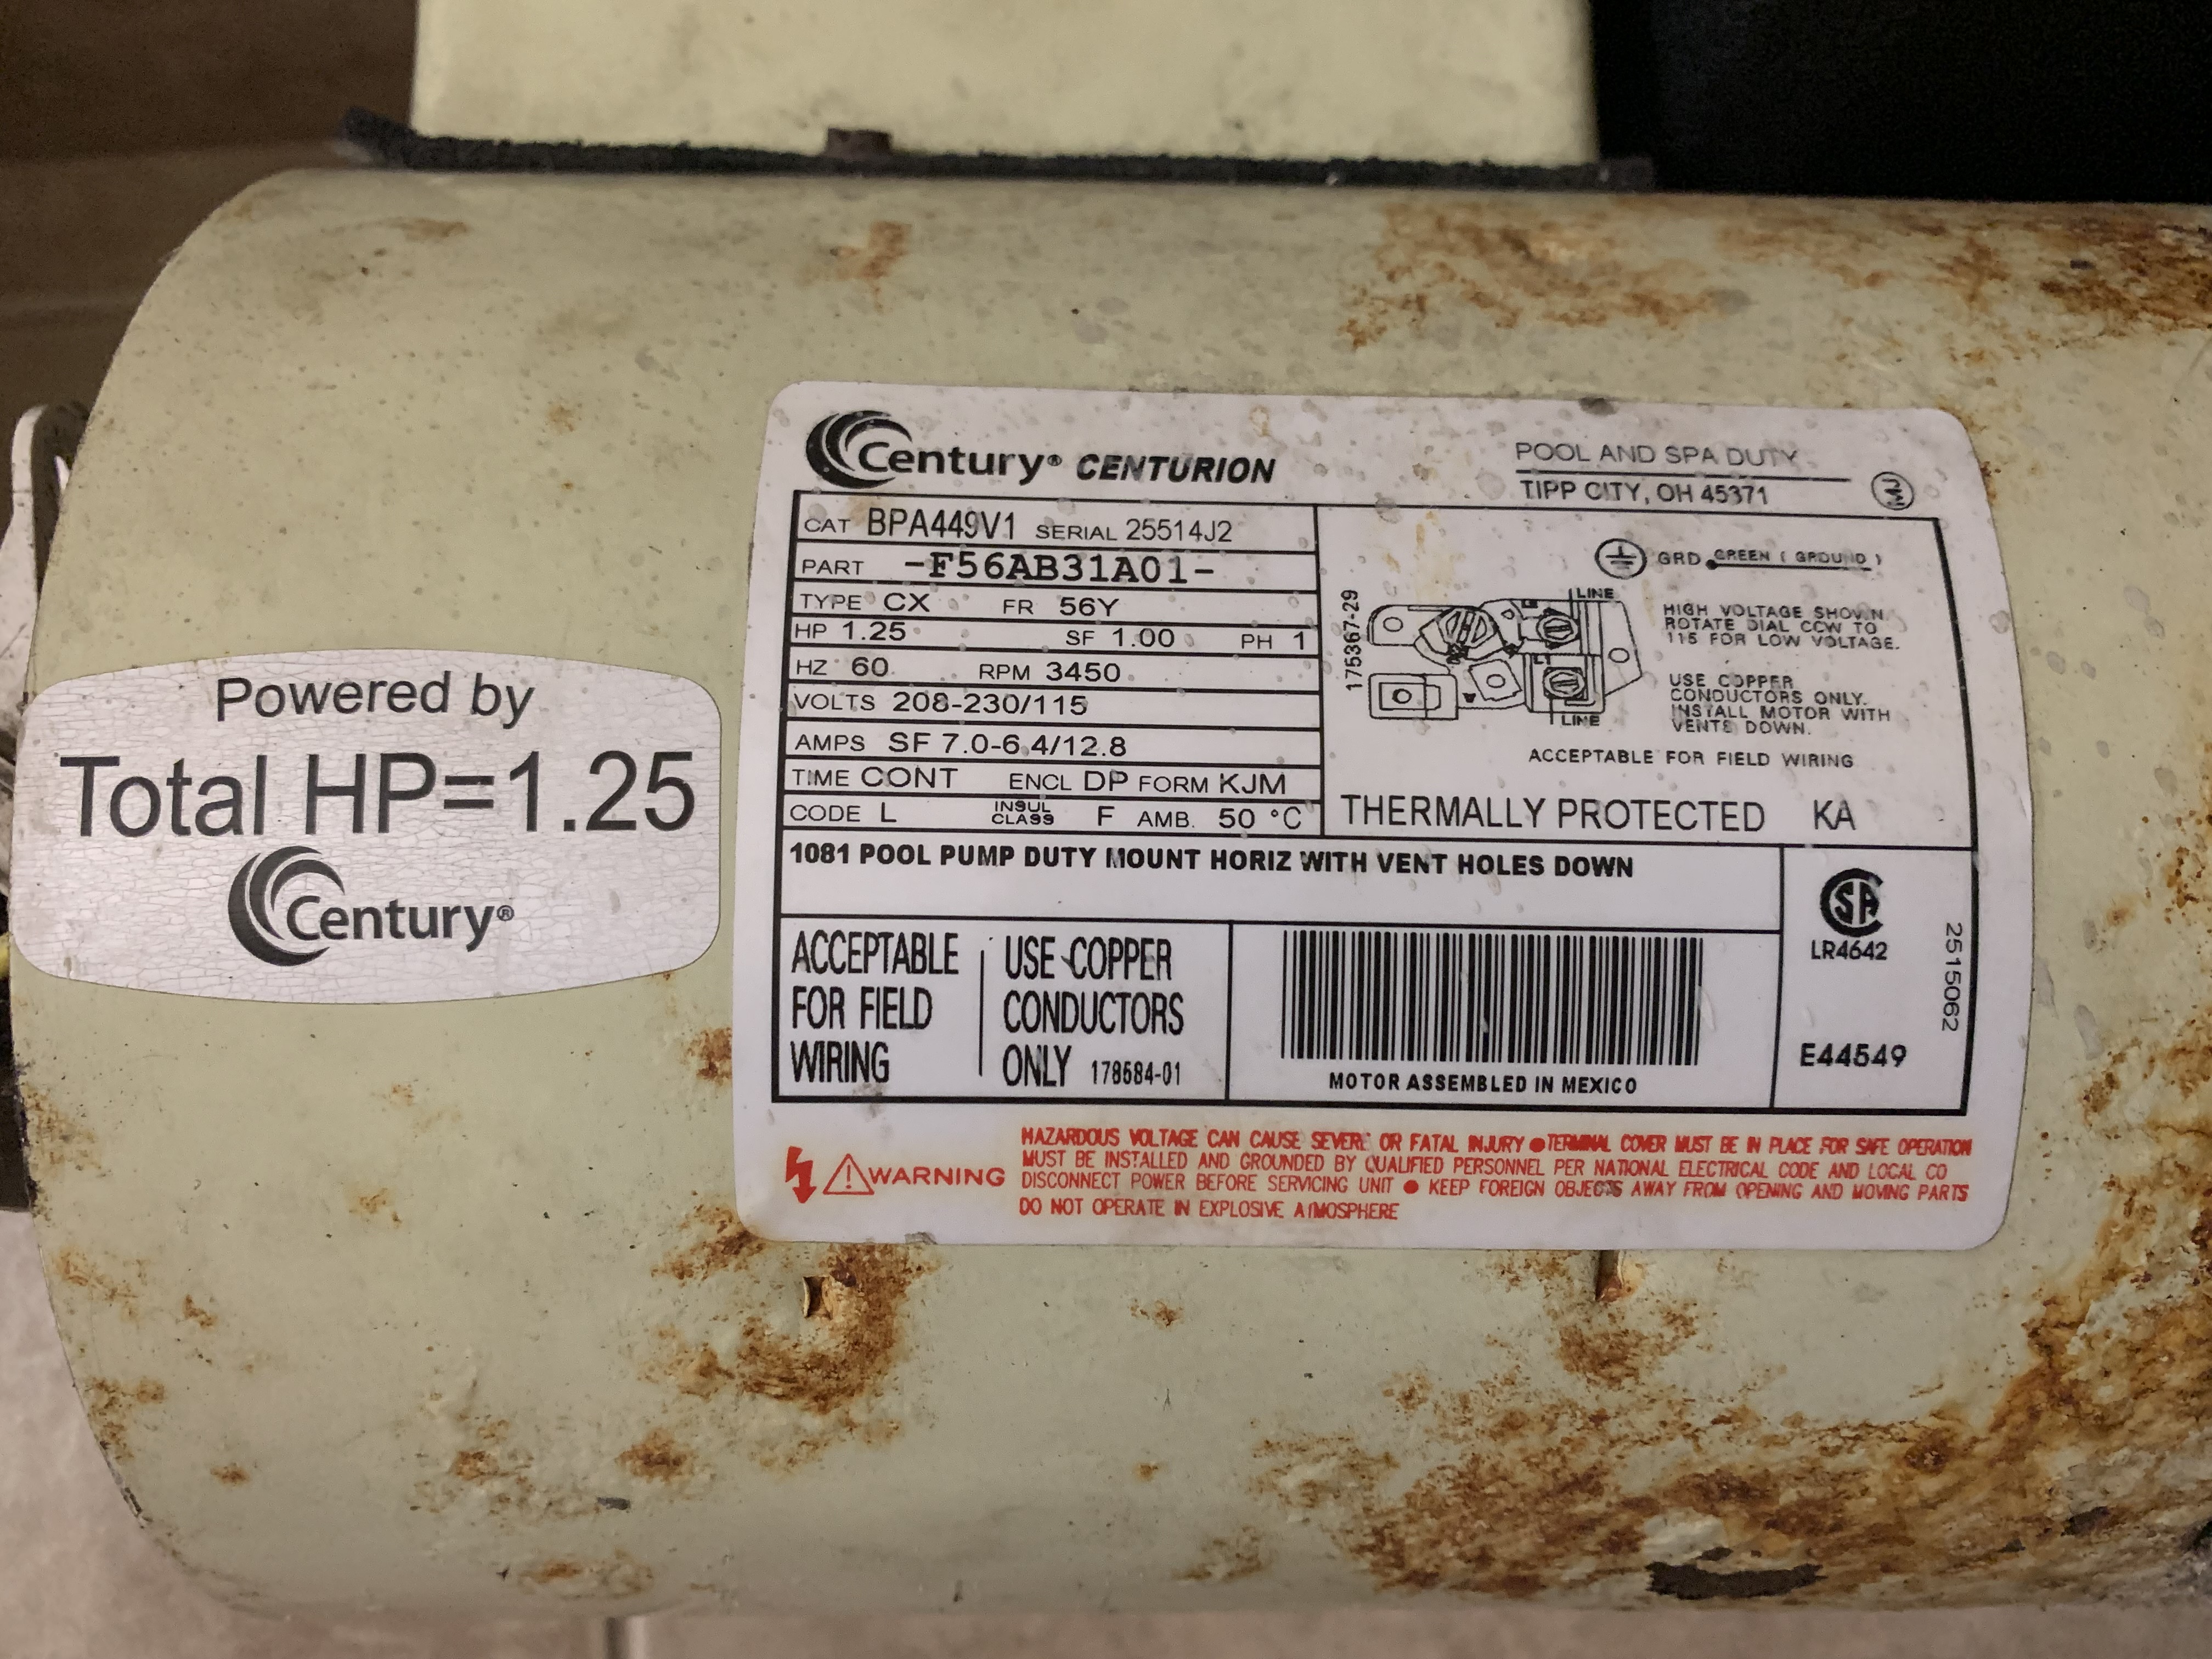 Powered by
Total HP=1.25
Century®
Century® CENTURION
POOL AND SPA DUTY
TIPP CITY, OH 45371
CAT BPA449V1 SERIAL 25514J2
PART -F56AB31A01-
TYPE CX FR 56Y
HP 1.25 SF 1.00 PH 1
HZ 60 RPM 3450
VOLTS 208-230/115
AMPS SF 7.0-6.4/12.8
TIME CONT ENCL DP FORM KJM
CODE L INSUL CLASS F AMB. 50 °C
GRD GREEN ( GROUND )
175367-29
LINE
L1
LINE
HIGH VOLTAGE SHOWN
ROTATE DIAL CCW TO
115 FOR LOW VOLTAGE.
USE COPPER
CONDUCTORS ONLY.
INSTALL MOTOR WITH
VENTS DOWN.
ACCEPTABLE FOR FIELD WIRING
THERMALLY PROTECTED KA
1081 POOL PUMP DUTY MOUNT HORIZ WITH VENT HOLES DOWN
ACCEPTABLE
FOR FIELD
WIRING
USE COPPER
CONDUCTORS
ONLY 178584-01
MOTOR ASSEMBLED IN MEXICO
SA
LR4642
E44549
2515062
WARNING
HAZARDOUS VOLTAGE CAN CAUSE SEVERE OR FATAL INJURY ● TERMINAL COVER MUST BE IN PLACE FOR SAFE OPERATION
MUST BE INSTALLED AND GROUNDED BY QUALIFIED PERSONNEL PER NATIONAL ELECTRICAL CODE AND LOCAL CO
DISCONNECT POWER BEFORE SERVICING UNIT ● KEEP FOREIGN OBJECTS AWAY FROM OPENING AND MOVING PARTS
DO NOT OPERATE IN EXPLOSIVE ATMOSPHERE